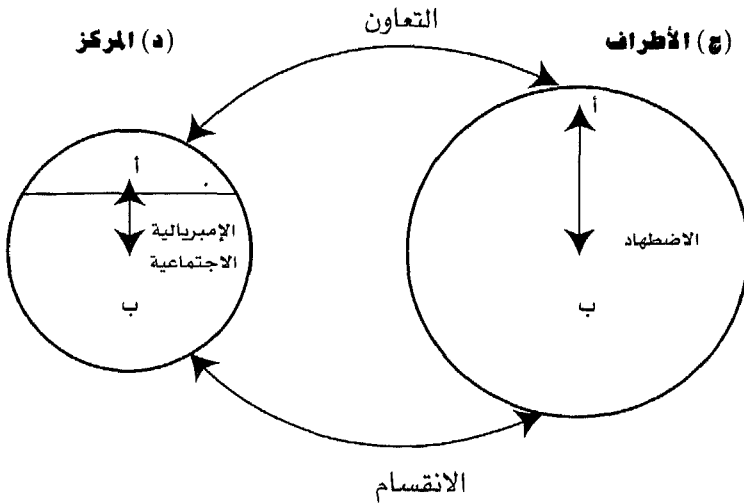 التعاون
(ج) الأطراف
(د) المركز
أ
أ
الاضطهاد
الإمبريالية
الاجتماعية
ب
ب
الانقسام